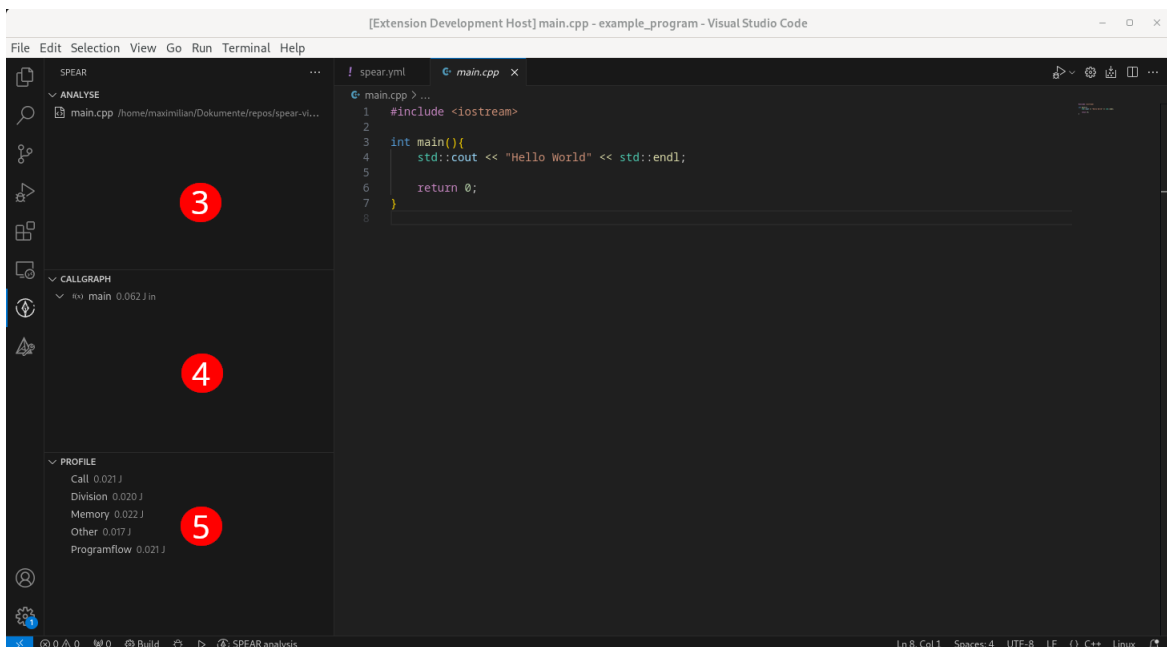 [Extension Development Host] main.cpp - example_program - Visual Studio Code
File Edit Selection View Go Run Terminal Help
SPEAR
ANALYSE
main.cpp /home/maximilian/Dokumente/repos/spear-vi...
3
CALLGRAPH
f(x) main 0.062 J in
4
PROFILE
Call 0.021 J
Division 0.020 J
Memory 0.022 J
Other 0.017 J
Programflow 0.021 J
5
! spear.yml
main.cpp
main.cpp > ...
1 #include <iostream>
2
3 int main(){
4 std::cout << "Hello World" << std::endl;
5
6 return 0;
7 }
8
1
0 0 0 Build SPEAR analysis
Ln 8, Col 1 Spaces: 4 UTF-8 LF {} C++ Linux